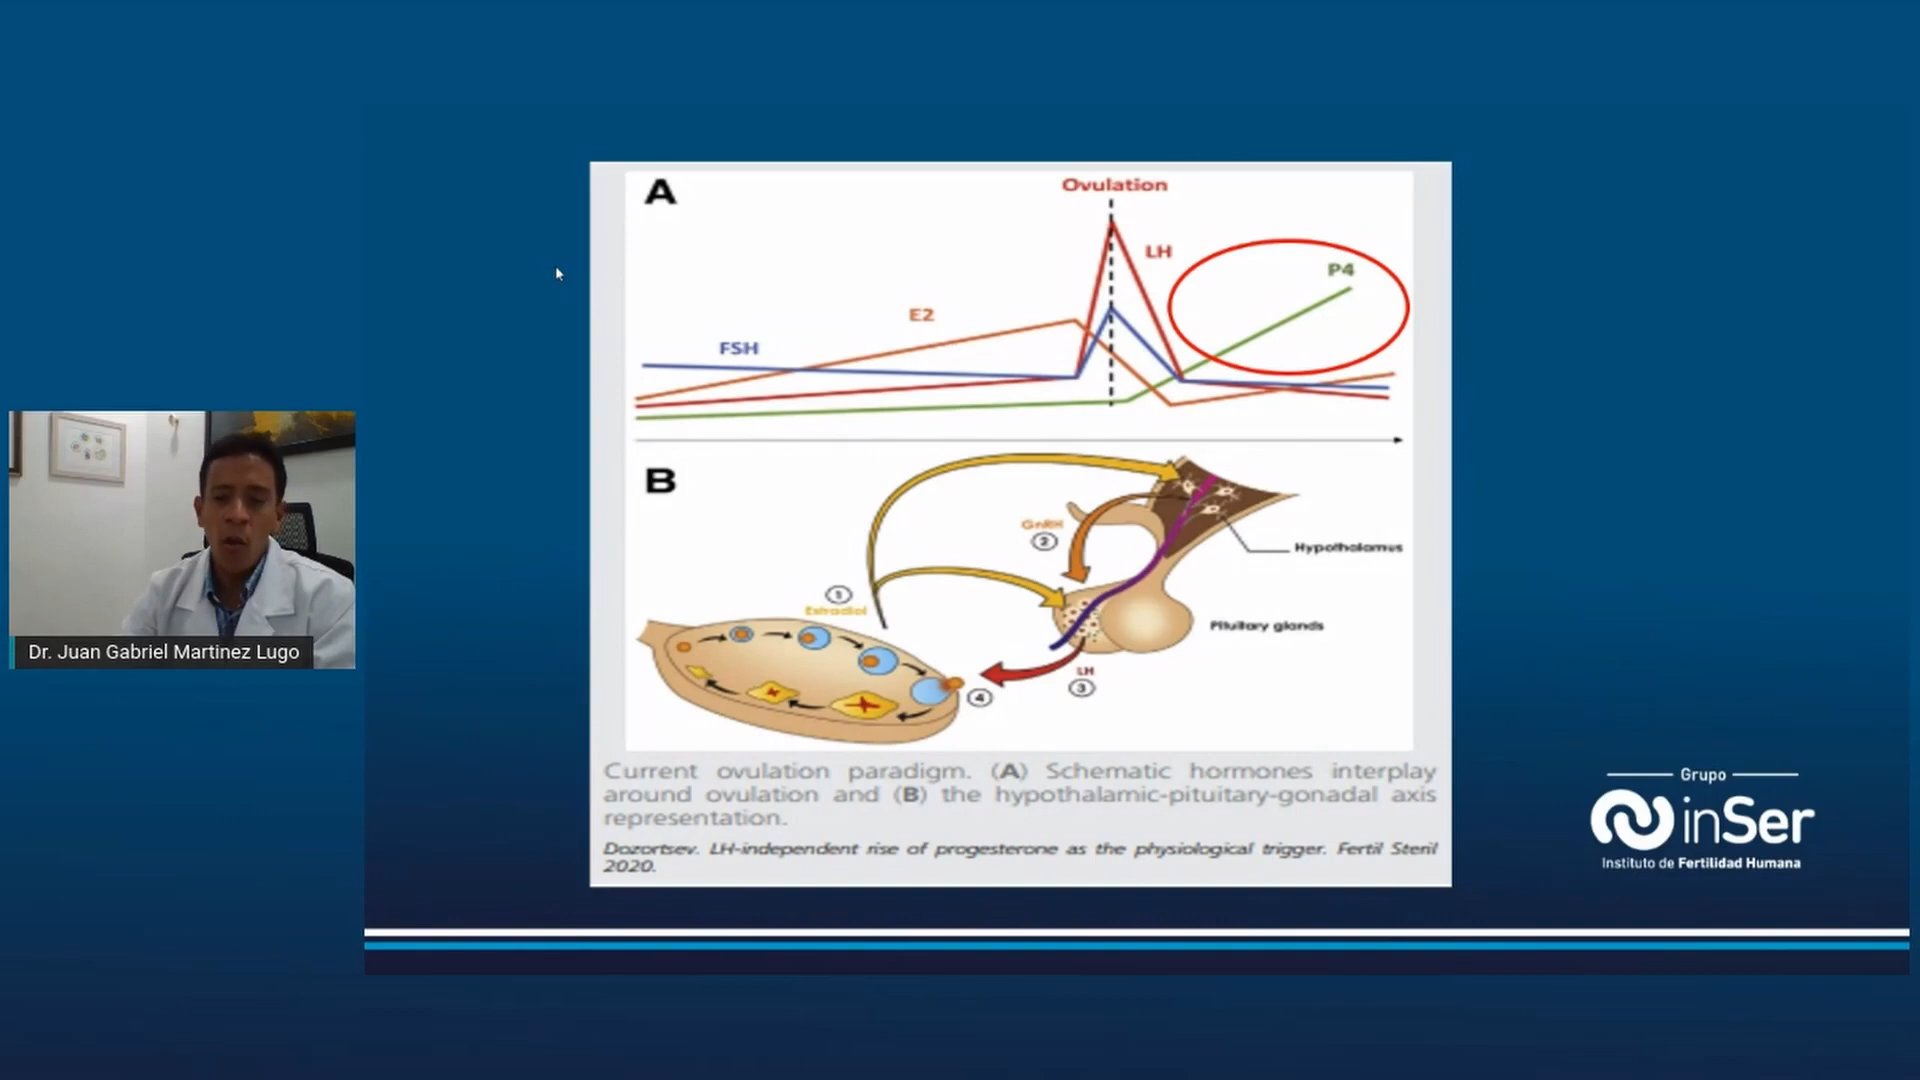 A
Ovulation
LH
P4
E2
FSH
B
GnRH
2
Hypothalamus
1
Estradiol
Pituitary glands
LH
3
4
Dr. Juan Gabriel Martinez Lugo
Current ovulation paradigm. (A) Schematic hormones interplay
around ovulation and (B) the hypothalamic-pituitary-gonadal axis
representation.
Dozortsev. LH-independent rise of progesterone as the physiological trigger. Fertil Steril
2020.
Grupo
inSer
Instituto de Fertilidad Humana